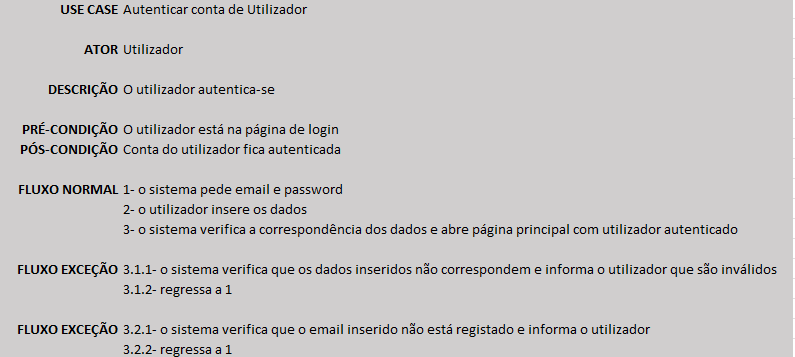 USE CASE Autenticar conta de Utilizador
ATOR Utilizador
DESCRIÇÃO O utilizador autentica-se
PRÉ-CONDIÇÃO O utilizador está na página de login
PÓS-CONDIÇÃO Conta do utilizador fica autenticada
FLUXO NORMAL 1- o sistema pede email e password
2- o utilizador insere os dados
3- o sistema verifica a correspondência dos dados e abre página principal com utilizador autenticado
FLUXO EXCEÇÃO 3.1.1- o sistema verifica que os dados inseridos não correspondem e informa o utilizador que são inválidos
3.1.2- regressa a 1
FLUXO EXCEÇÃO 3.2.1- o sistema verifica que o email inserido não está registado e informa o utilizador
3.2.2- regressa a 1